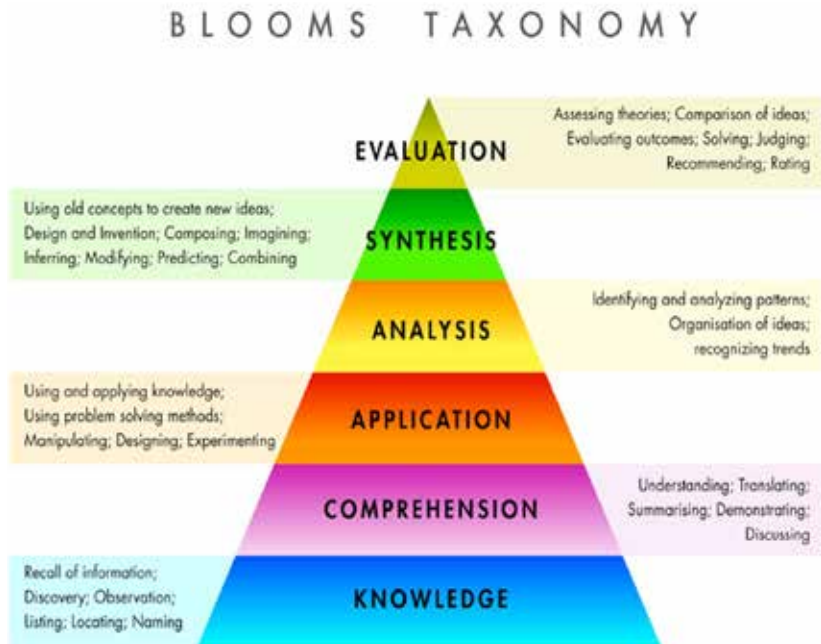 BLOOMS TAXONOMY
EVALUATION
Assessing theories; Comparison of ideas;
Evaluating outcomes; Solving; Judging;
Recommending; Rating
Using old concepts to create new ideas;
Design and Invention; Composing; Imagining;
Inferring; Modifying; Predicting; Combining
SYNTHESIS
ANALYSIS
Identifying and analyzing patterns;
Organisation of ideas;
recognizing trends
Using and applying knowledge;
Using problem solving methods;
Manipulating; Designing; Experimenting
APPLICATION
COMPREHENSION
Understanding; Translating;
Summarising; Demonstrating;
Discussing
Recall of information;
Discovery; Observation;
Listing; Locating; Naming
KNOWLEDGE